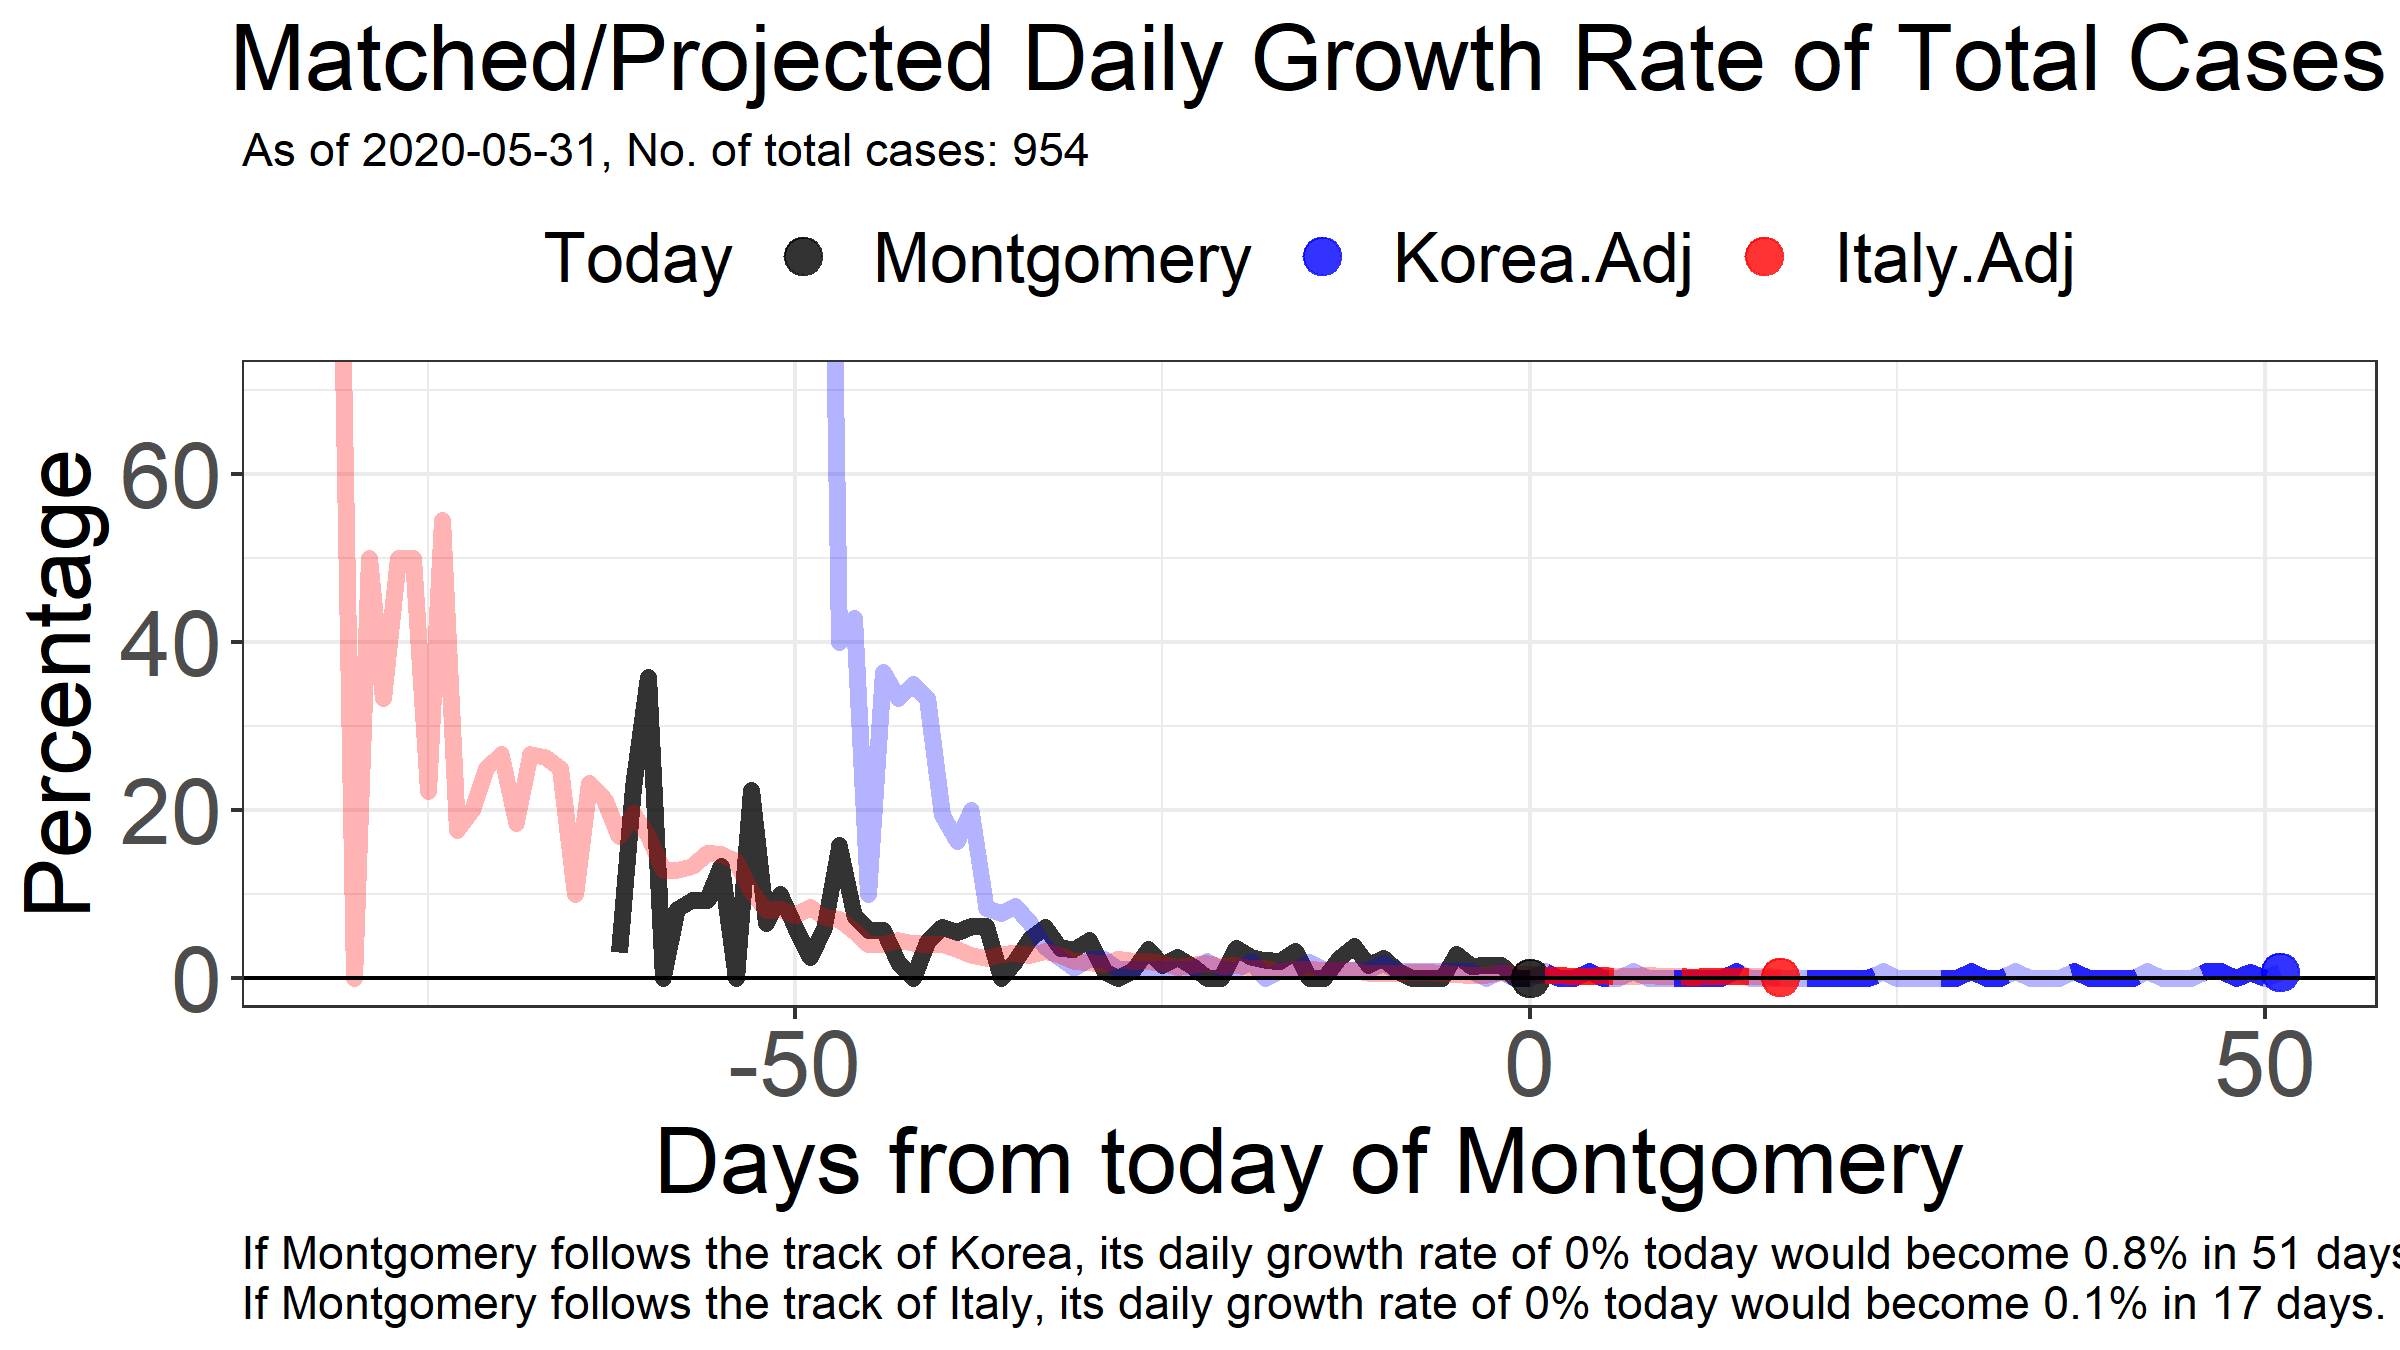 Matched/Projected Daily Growth Rate of Total Cases
As of 2020-05-31, No. of total cases: 954
Today Montgomery Korea.Adj Italy.Adj
Percentage
60
40
20
0
-50 0 50
Days from today of Montgomery
If Montgomery follows the track of Korea, its daily growth rate of 0% today would become 0.8% in 51 days
If Montgomery follows the track of Italy, its daily growth rate of 0% today would become 0.1% in 17 days.